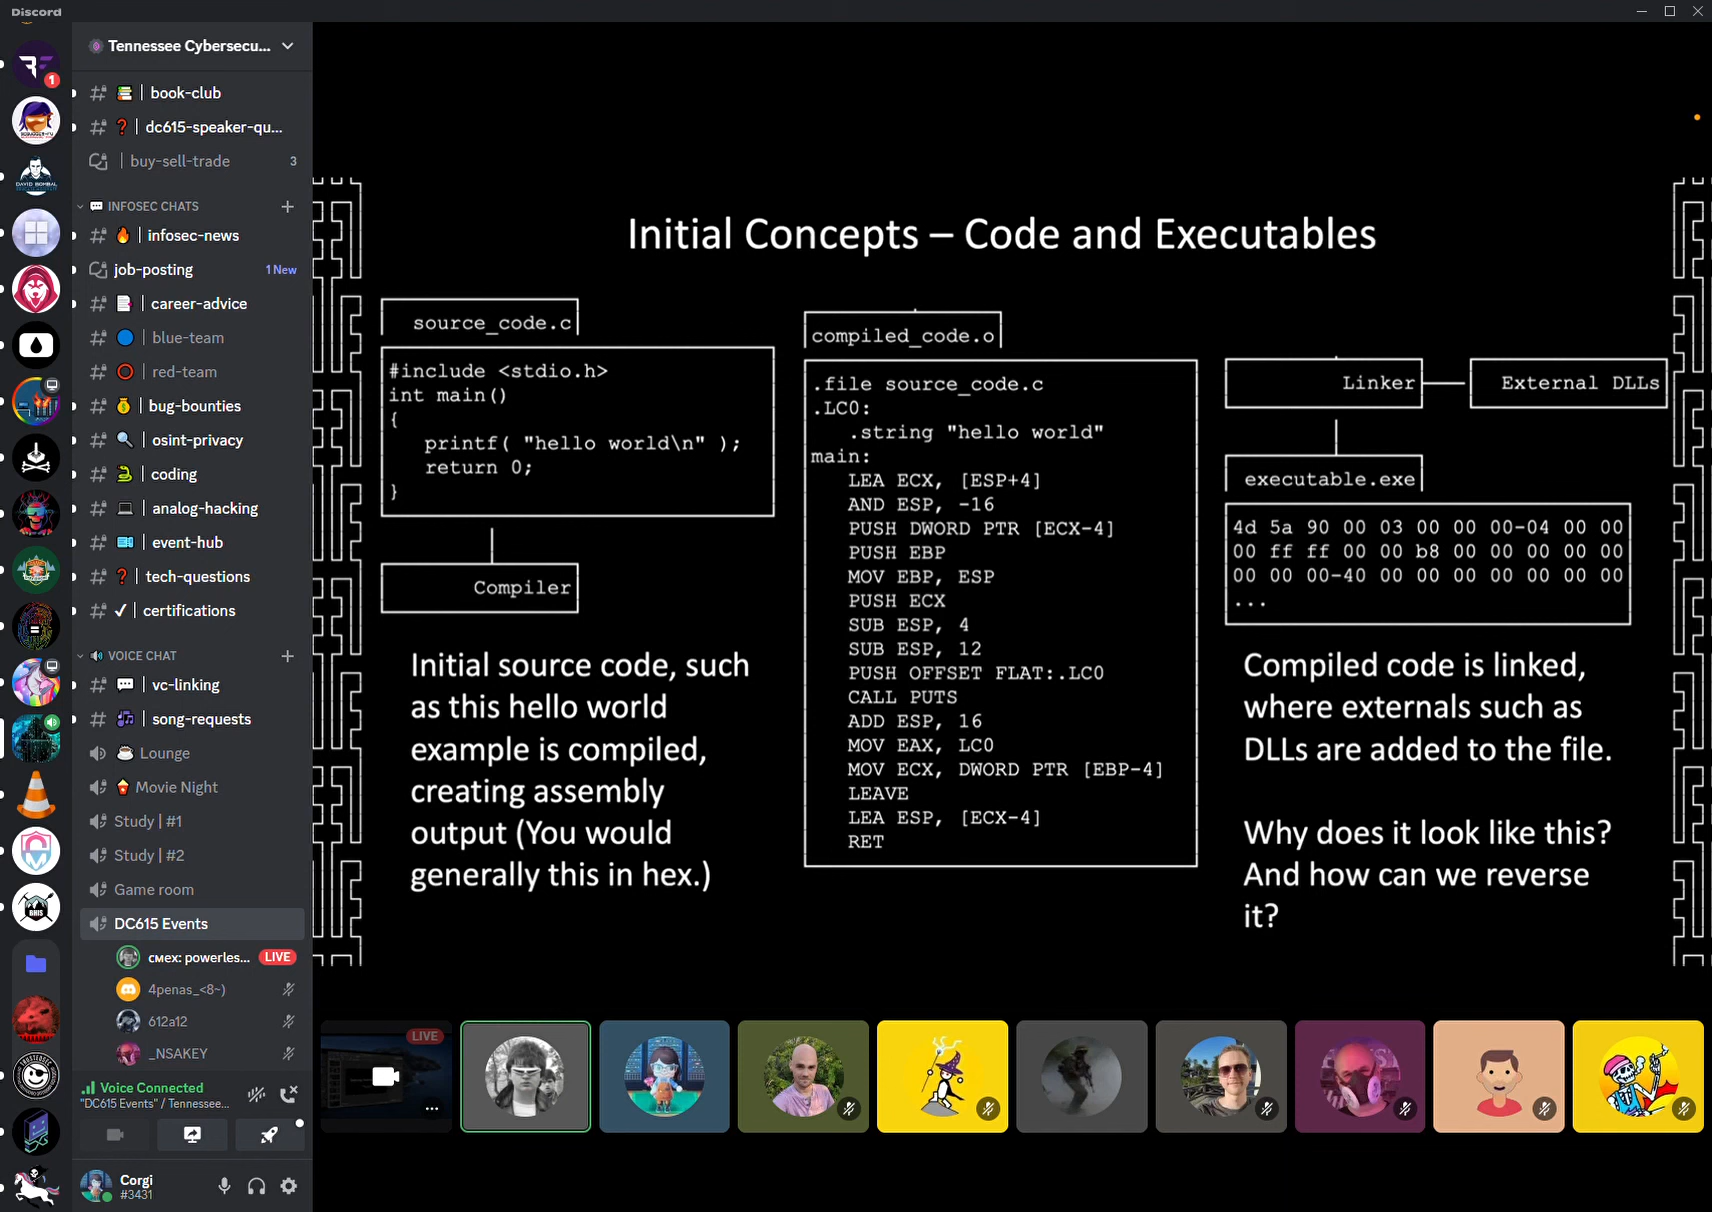 Discord
Tennessee Cybersecu...
book-club
dc615-speaker-qu...
buy-sell-trade 3
INFOSEC CHATS
infosec-news
job-posting 1 New
career-advice
blue-team
red-team
bug-bounties
osint-privacy
coding
analog-hacking
event-hub
tech-questions
certifications
VOICE CHAT
vc-linking
song-requests
Lounge
Movie Night
Study | #1
Study | #2
Game room
DC615 Events
смех: powerles... LIVE
4penas_<8~)
612a12
_NSAKEY
Voice Connected
"DC615 Events" / Tennessee...
Corgi
#3431
1
DAVID BOMBAL
BHIS
Initial Concepts – Code and Executables
source_code.c
#include <stdio.h>
int main()
{
printf( "hello world\n" );
return 0;
}
Compiler
Initial source code, such
as this hello world
example is compiled,
creating assembly
output (You would
generally this in hex.)
compiled_code.o
.file source_code.c
.LC0:
.string "hello world"
main:
LEA ECX, [ESP+4]
AND ESP, -16
PUSH DWORD PTR [ECX-4]
PUSH EBP
MOV EBP, ESP
PUSH ECX
SUB ESP, 4
SUB ESP, 12
PUSH OFFSET FLAT:.LC0
CALL PUTS
ADD ESP, 16
MOV EAX, LC0
MOV ECX, DWORD PTR [EBP-4]
LEAVE
LEA ESP, [ECX-4]
RET
Linker
External DLLs
executable.exe
4d 5a 90 00 03 00 00 00-04 00 00
00 ff ff 00 00 b8 00 00 00 00 00
00 00 00-40 00 00 00 00 00 00 00
...
Compiled code is linked,
where externals such as
DLLs are added to the file.
Why does it look like this?
And how can we reverse
it?
LIVE